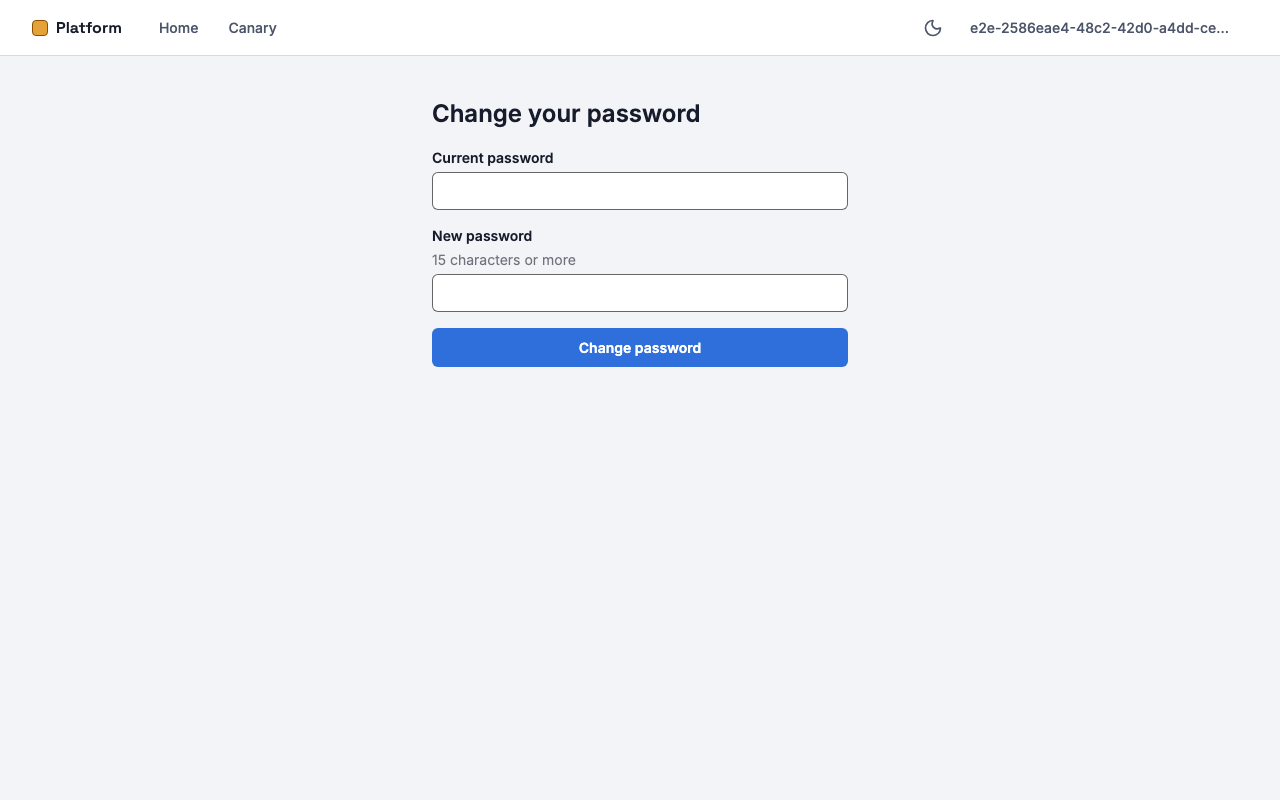 Platform
Home
Canary
e2e-2586eae4-48c2-42d0-a4dd-ce...
Change your password
Current password
New password
15 characters or more
Change password